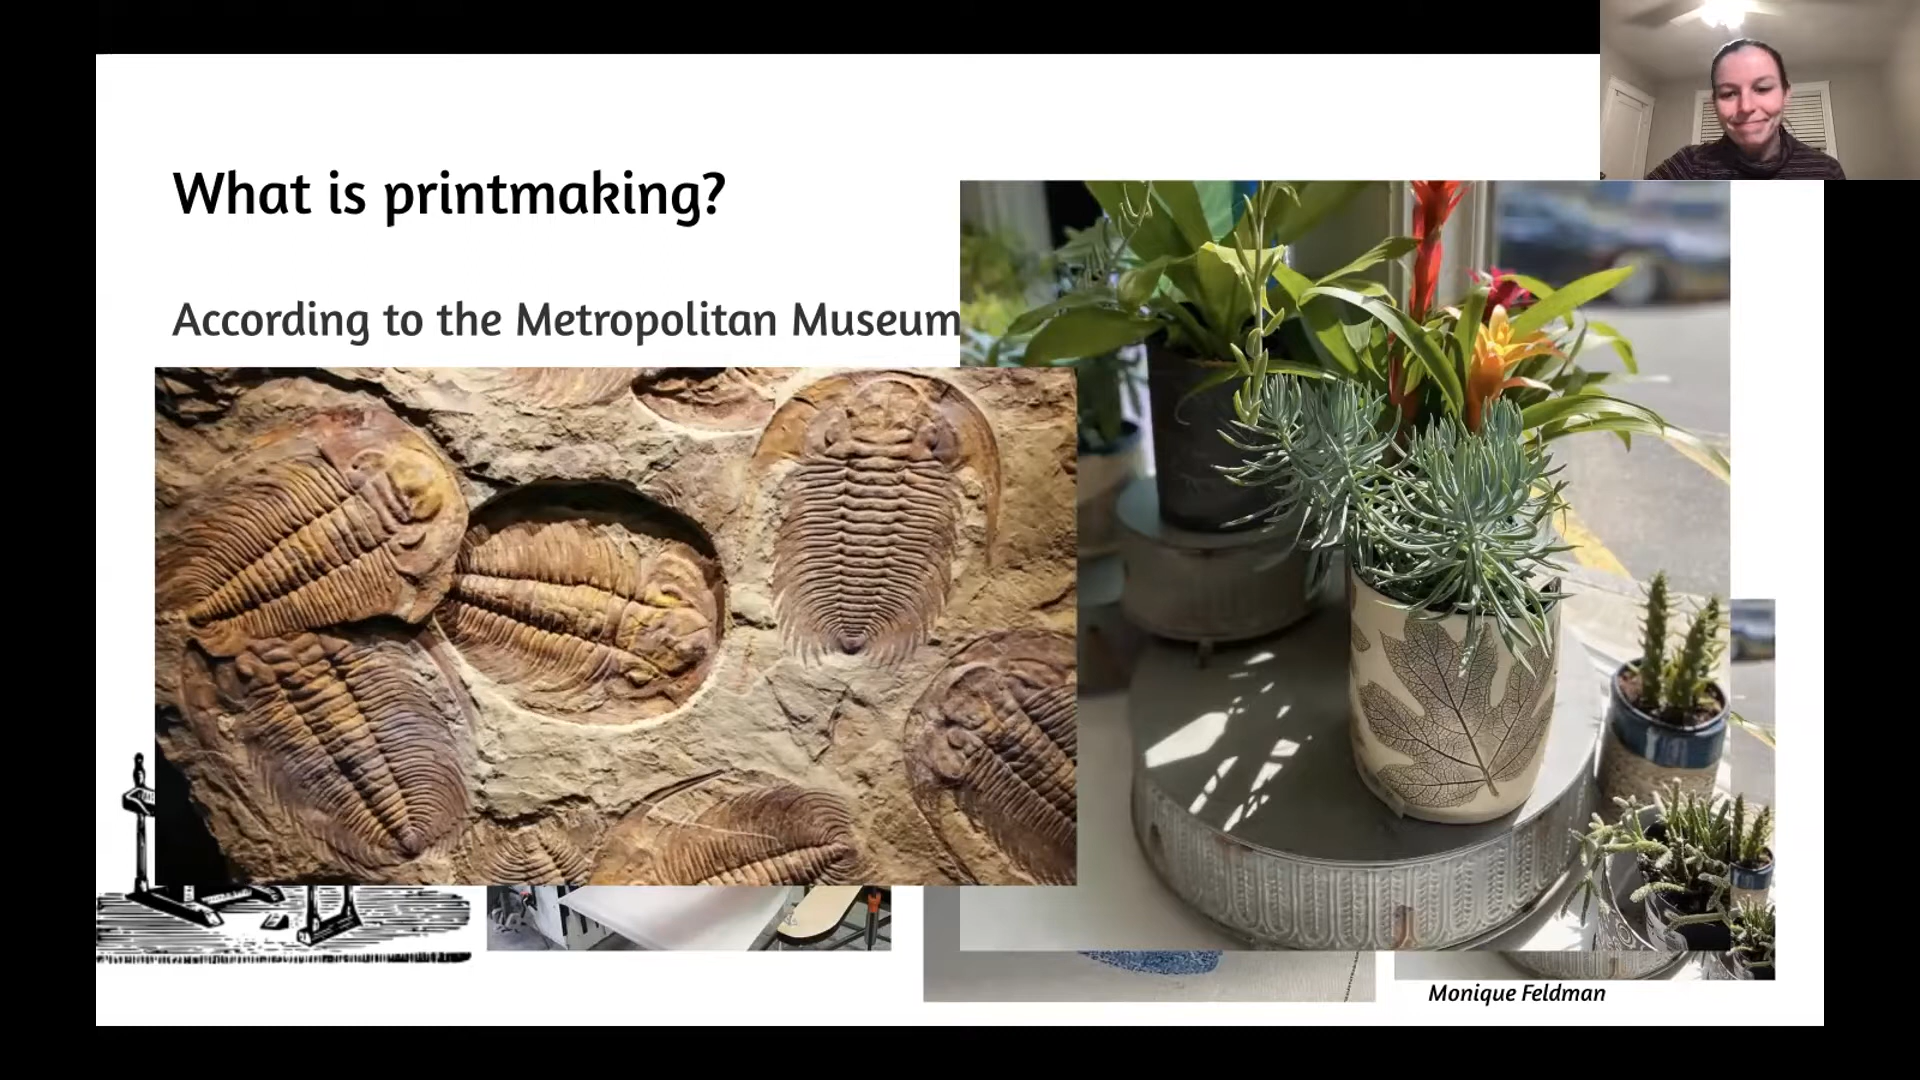 What is printmaking?
According to the Metropolitan Museum
Monique Feldman